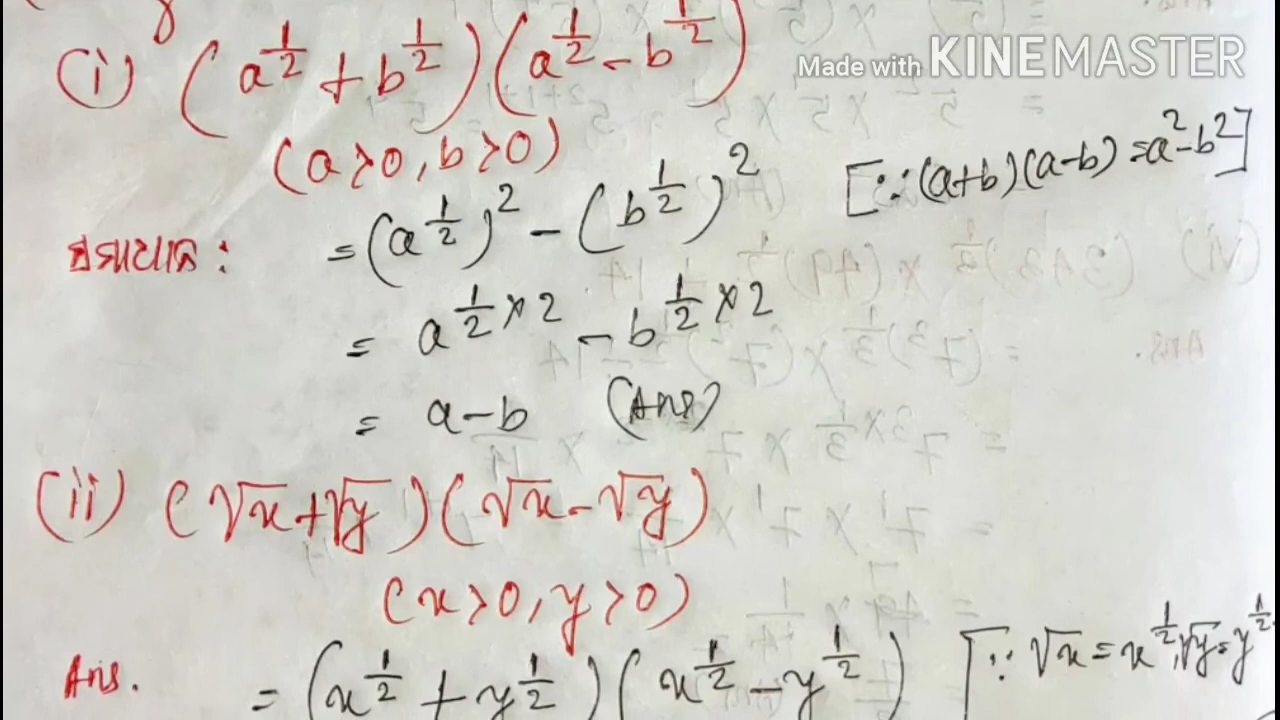 Made with KINEMASTER
(i) (a^{1/2} + b^{1/2})(a^{1/2} - b^{1/2})
(a>0, b>0)
ସମାଧାନ : = (a^{1/2})^2 - (b^{1/2})^2 [∵ (a+b)(a-b) = a^2-b^2]
= a^{1/2 × 2} - b^{1/2 × 2}
= a-b (Ans)
(ii) (√x+√y)(√x-√y)
(x>0, y>0)
Ans. = (x^{1/2} + y^{1/2})(x^{1/2} - y^{1/2}) [∵ √x = x^{1/2}, √y = y^{1/2}